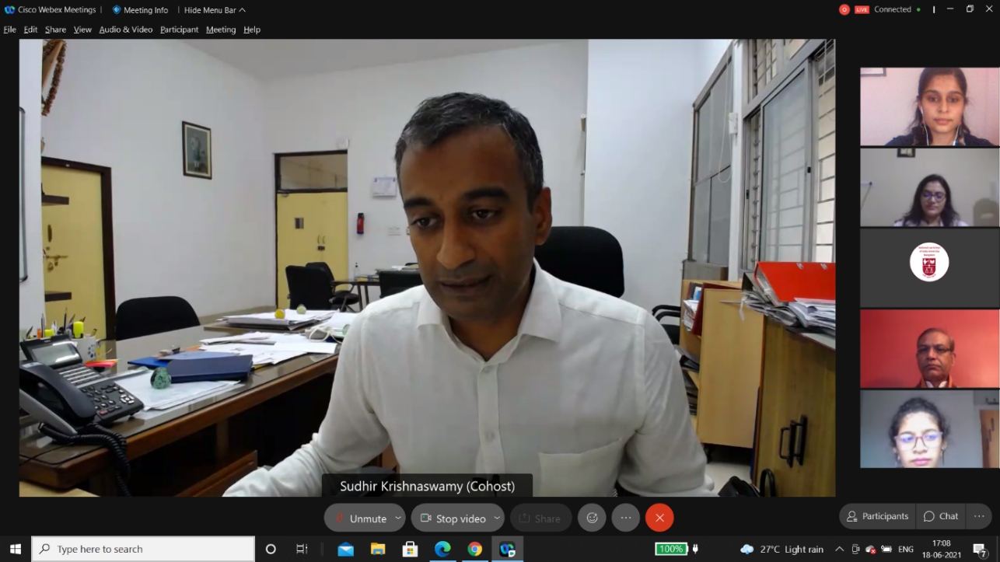 Cisco Webex Meetings
Meeting Info
Hide Menu Bar
LIVE
Connected
File Edit Share View Audio & Video Participant Meeting Help
Sudhir Krishnaswamy (Cohost)
Unmute
Stop video
Share
Participants
Chat
Type here to search
100%
27°C Light rain
ENG
17:08
18-06-2021
7